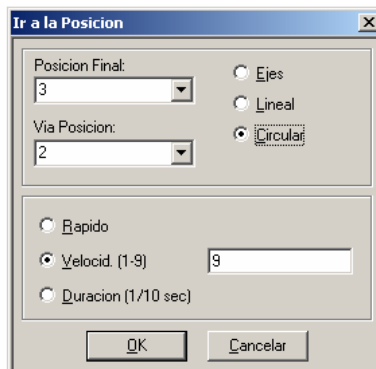 Ir a la Posicion
Posicion Final:
3
Via Posicion:
2
Ejes
Lineal
Circular
Rapido
Velocid. (1-9)
9
Duracion (1/10 sec)
OK
Cancelar